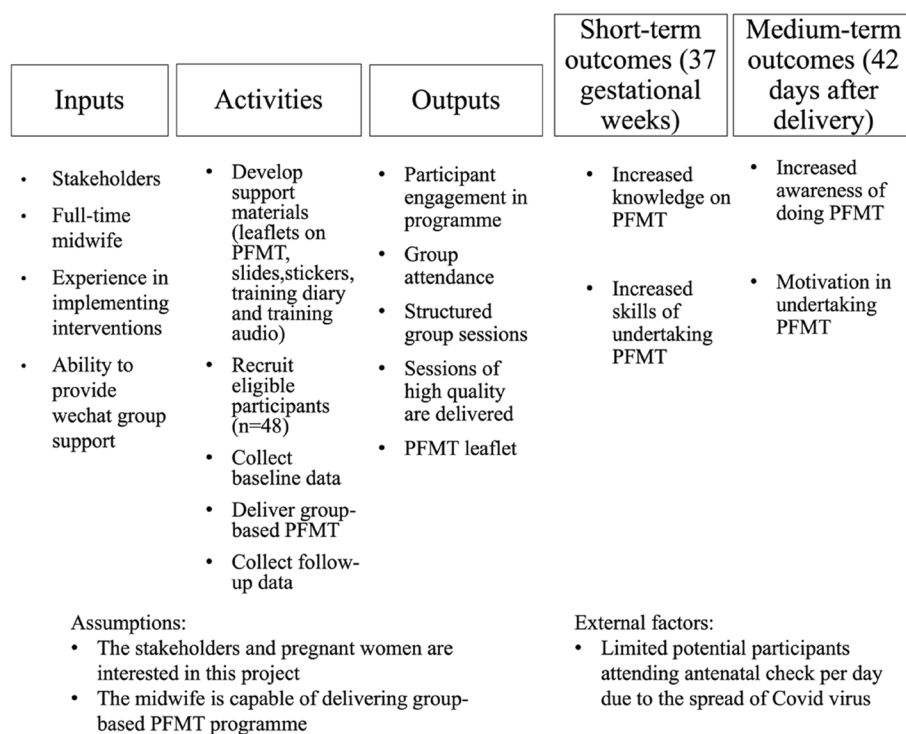 Inputs
Activities
Outputs
Short-term
outcomes (37
gestational
weeks)
Medium-term
outcomes (42
days after
delivery)
• Stakeholders
• Full-time
midwife
• Experience in
implementing
interventions
• Ability to
provide
wechat group
support
• Develop
support
materials
(leaflets on
PFMT,
slides,stickers,
training diary
and training
audio)
• Recruit
eligible
participants
(n=48)
• Collect
baseline data
• Deliver group-
based PFMT
• Collect follow-
up data
• Participant
engagement in
programme
• Group
attendance
• Structured
group sessions
• Sessions of
high quality
are delivered
• PFMT leaflet
• Increased
knowledge on
PFMT
• Increased
skills of
undertaking
PFMT
• Increased
awareness of
doing PFMT
• Motivation in
undertaking
PFMT
Assumptions:
• The stakeholders and pregnant women are
interested in this project
• The midwife is capable of delivering group-
based PFMT programme
External factors:
• Limited potential participants
attending antenatal check per day
due to the spread of Covid virus